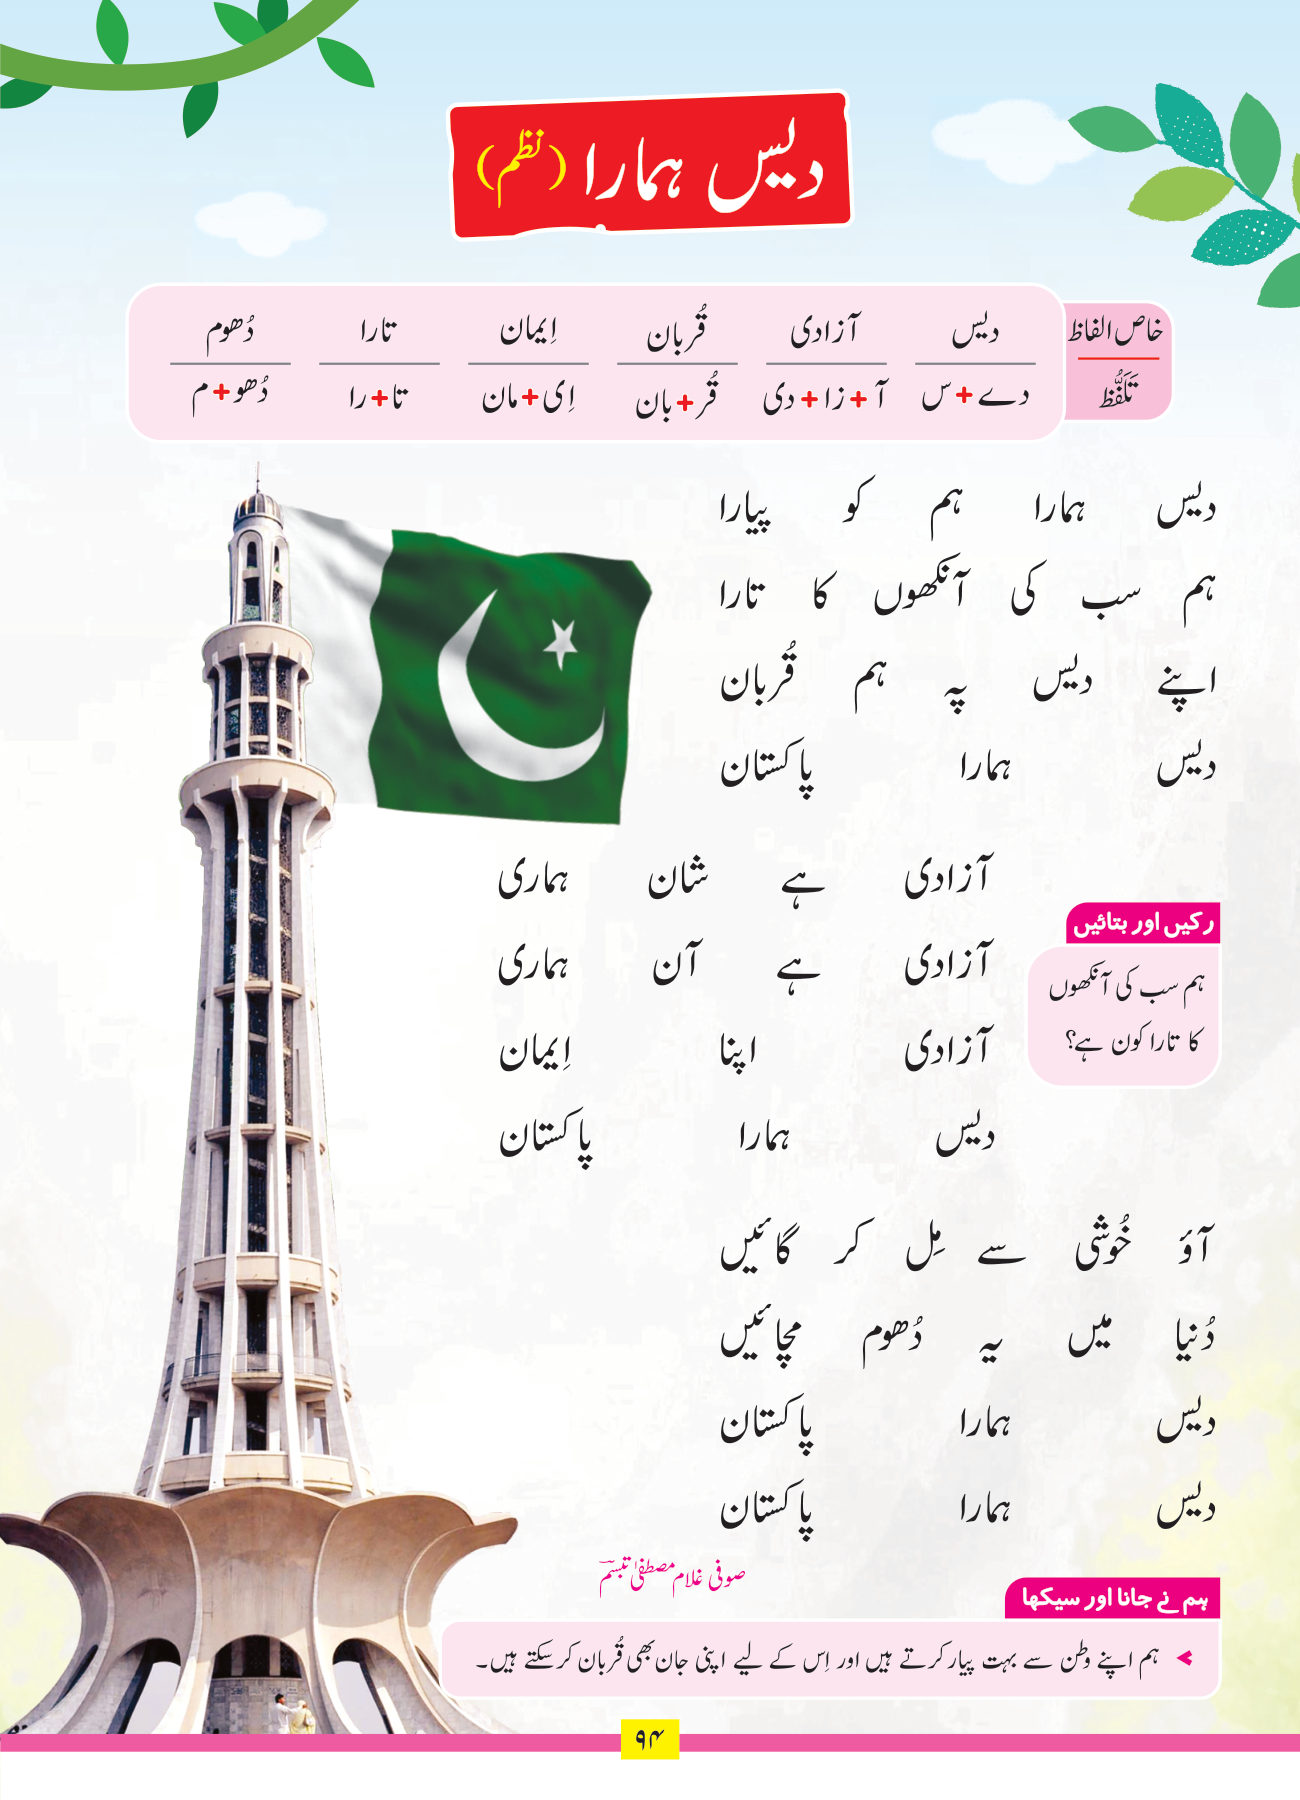 دیس ہمارا (نظم)
خاص الفاظ دیس آزادی قُربان اِیمان تارا دُھوم
تَلَفُّظ دے+س آ+زا+دی قُر+بان اِی+مان تا+را دُھو+م
دیس ہمارا ہم کو پیارا
ہم سب کی آنکھوں کا تارا
اپنے دیس پہ ہم قُربان
دیس ہمارا پاکستان
آزادی ہے شان ہماری
آزادی ہے آن ہماری
آزادی اپنا اِیمان
دیس ہمارا پاکستان
رکیں اور بتائیں
ہم سب کی آنکھوں
کا تارا کون ہے؟
آؤ خُوشی سے مِل کر گائیں
دُنیا میں یہ دُھوم مچائیں
دیس ہمارا پاکستان
دیس ہمارا پاکستان
صوفی غلام مصطفیٰ تبسّم
ہم نے جانا اور سیکھا
ہم اپنے وطن سے بہت پیار کرتے ہیں اور اِس کے لیے اپنی جان بھی قُربان کر سکتے ہیں۔
۹۴